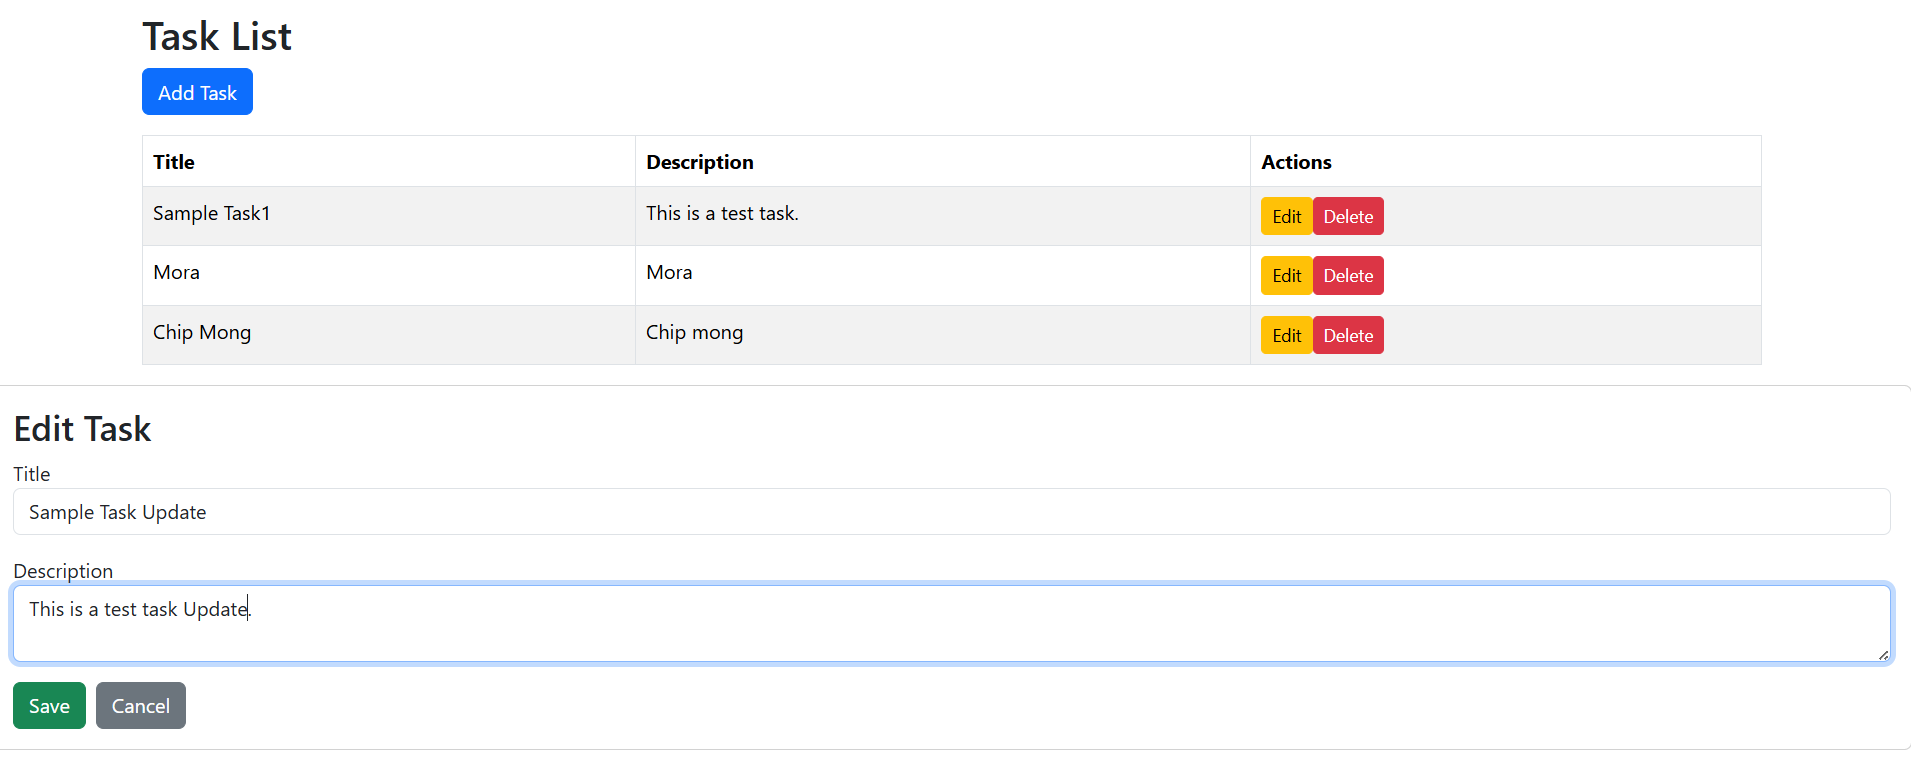 Task List
Add Task
Title Description Actions
Sample Task1 This is a test task. Edit Delete
Mora Mora Edit Delete
Chip Mong Chip mong Edit Delete
Edit Task
Title
Sample Task Update
Description
This is a test task Update.
Save Cancel